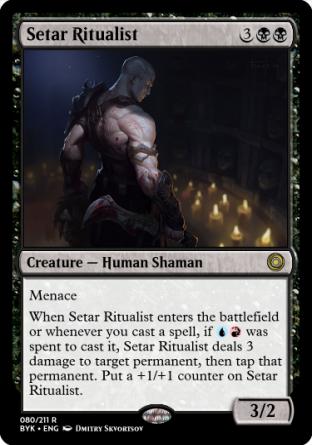 Setar Ritualist 3
Creature — Human Shaman
Menace
When Setar Ritualist enters the battlefield
or whenever you cast a spell, if was
spent to cast it, Setar Ritualist deals 3
damage to target permanent, then tap that
permanent. Put a +1/+1 counter on Setar
Ritualist.
3/2
080/211 R
BYK • ENG Dmitry Skvortsov